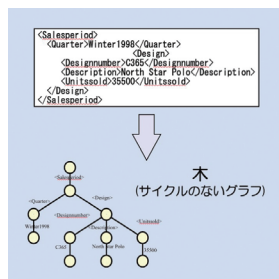 <Salesperiod>
<Quarter>Winter1998</Quarter>
<Design>
<Designnumber>C365</Designnumber>
<Description>North Star Polo</Description>
<Unitssold>35500</Unitssold>
</Design>
</Salesperiod>
木
(サイクルのないグラフ)
<Salesperiod>
<Quarter>
<Design>
Winter1998
<Designnumber>
<Description>
<Unitsold>
C365
North Star Polo
35500